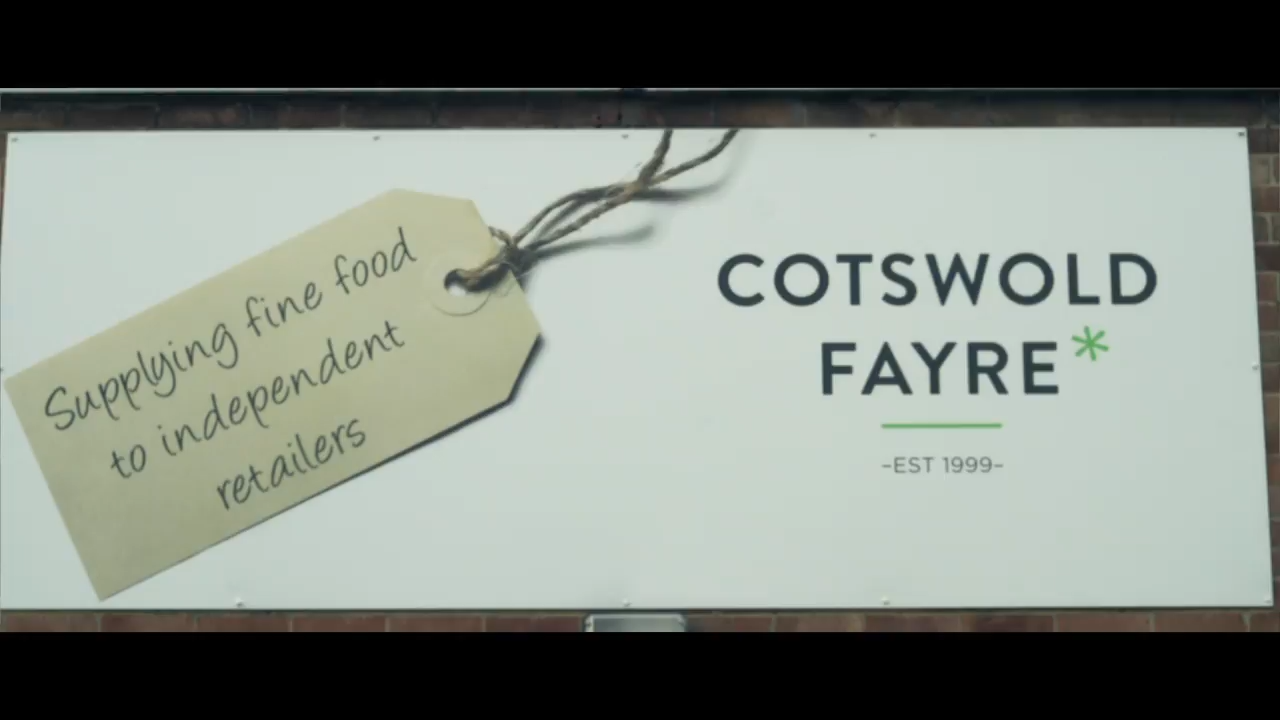 Supplying fine food
to independent
retailers
COTSWOLD
FAYRE*
-EST 1999-